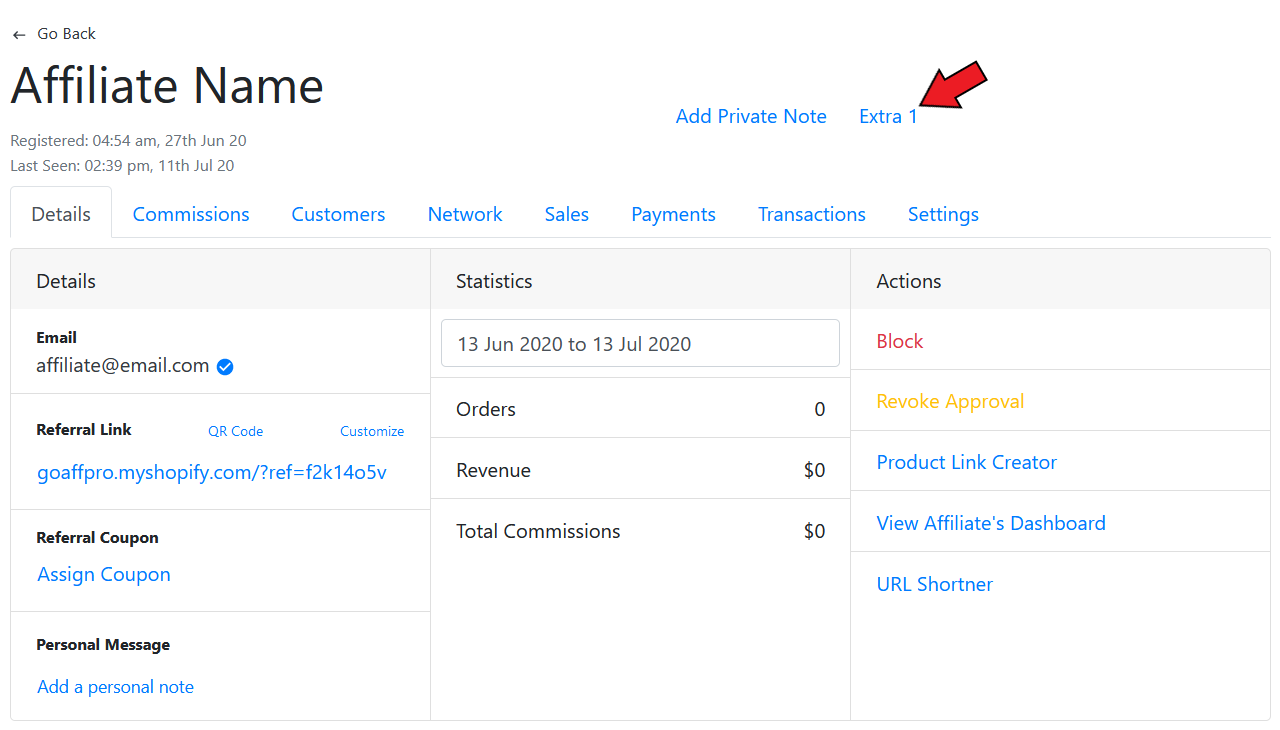 ← Go Back
Affiliate Name
Add Private Note Extra 1
Registered: 04:54 am, 27th Jun 20
Last Seen: 02:39 pm, 11th Jul 20
Details Commissions Customers Network Sales Payments Transactions Settings
Details
Email
affiliate@email.com
Referral Link QR Code Customize
goaffpro.myshopify.com/?ref=f2k14o5v
Referral Coupon
Assign Coupon
Personal Message
Add a personal note
Statistics
13 Jun 2020 to 13 Jul 2020
Orders 0
Revenue $0
Total Commissions $0
Actions
Block
Revoke Approval
Product Link Creator
View Affiliate's Dashboard
URL Shortner